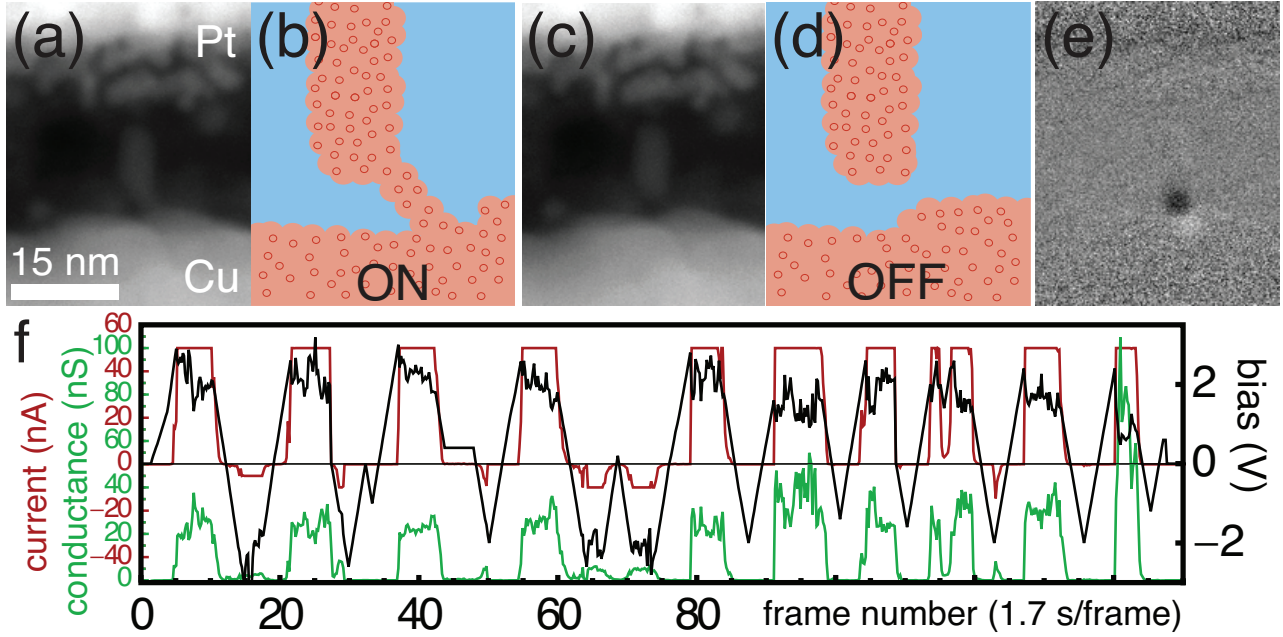 (a) Pt (b) (c) (d) (e)
15 nm Cu ON OFF
f
60
40
20
0
−20
−40
current (nA)
100
80
60
40
20
0
conductance (nS)
2
0
−2
bias (V)
0 20 40 60 80 frame number (1.7 s/frame)